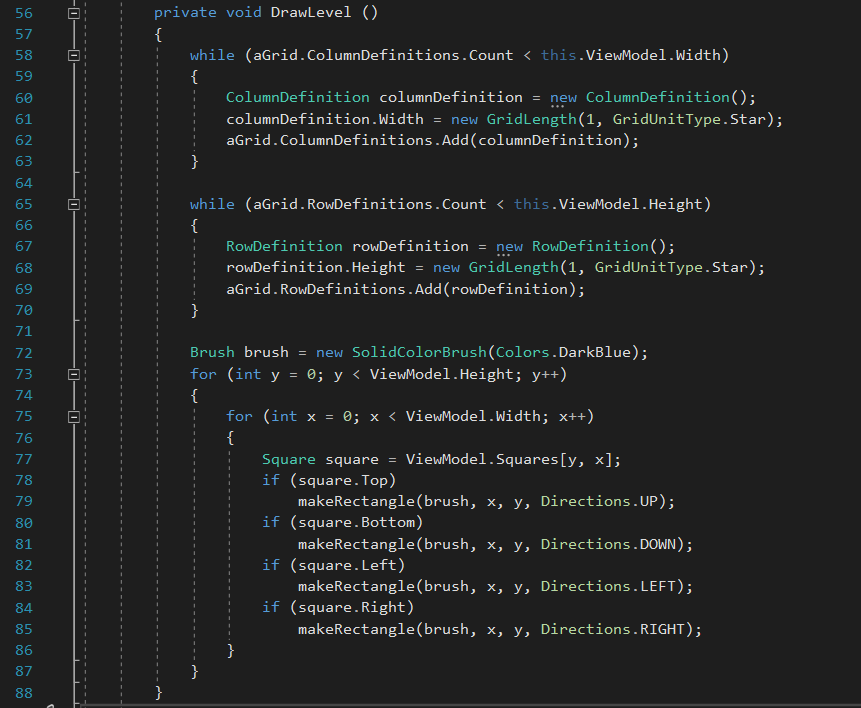 56 private void DrawLevel ()
57 {
58 while (aGrid.ColumnDefinitions.Count < this.ViewModel.Width)
59 {
60 ColumnDefinition columnDefinition = new ColumnDefinition();
61 columnDefinition.Width = new GridLength(1, GridUnitType.Star);
62 aGrid.ColumnDefinitions.Add(columnDefinition);
63 }
64
65 while (aGrid.RowDefinitions.Count < this.ViewModel.Height)
66 {
67 RowDefinition rowDefinition = new RowDefinition();
68 rowDefinition.Height = new GridLength(1, GridUnitType.Star);
69 aGrid.RowDefinitions.Add(rowDefinition);
70 }
71
72 Brush brush = new SolidColorBrush(Colors.DarkBlue);
73 for (int y = 0; y < ViewModel.Height; y++)
74 {
75 for (int x = 0; x < ViewModel.Width; x++)
76 {
77 Square square = ViewModel.Squares[y, x];
78 if (square.Top)
79 makeRectangle(brush, x, y, Directions.UP);
80 if (square.Bottom)
81 makeRectangle(brush, x, y, Directions.DOWN);
82 if (square.Left)
83 makeRectangle(brush, x, y, Directions.LEFT);
84 if (square.Right)
85 makeRectangle(brush, x, y, Directions.RIGHT);
86 }
87 }
88 }